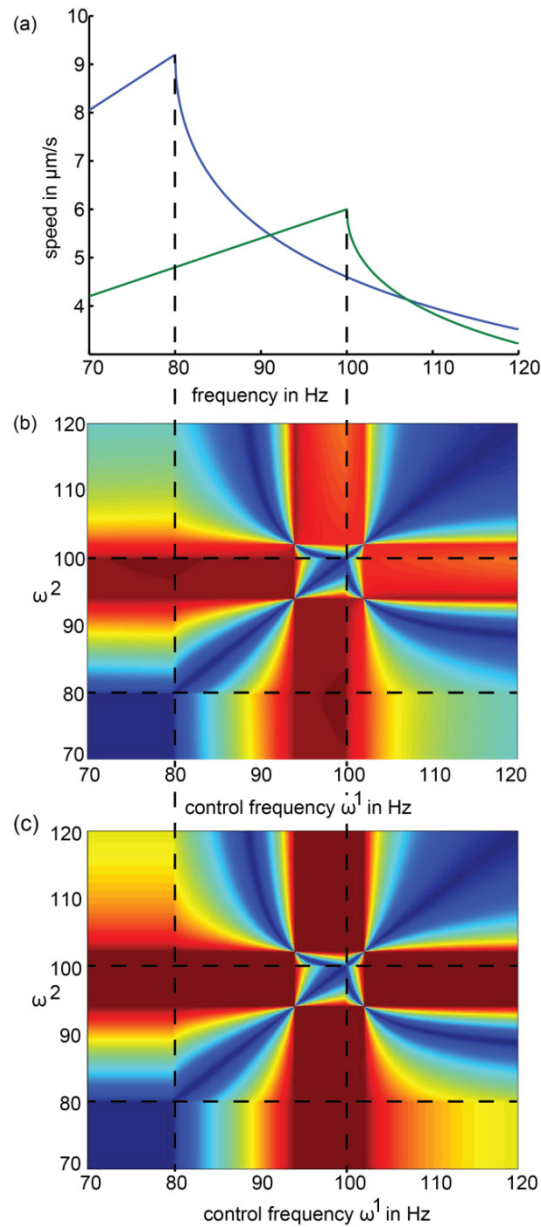 (a)
10
9
8
7
6
5
4
speed in μm/s
70 80 90 100 110 120
frequency in Hz
(b)
120
110
100
90
80
70
ω2
70 80 90 100 110 120
control frequency ω1 in Hz
(c)
120
110
100
90
80
70
ω2
70 80 90 100 110 120
control frequency ω1 in Hz